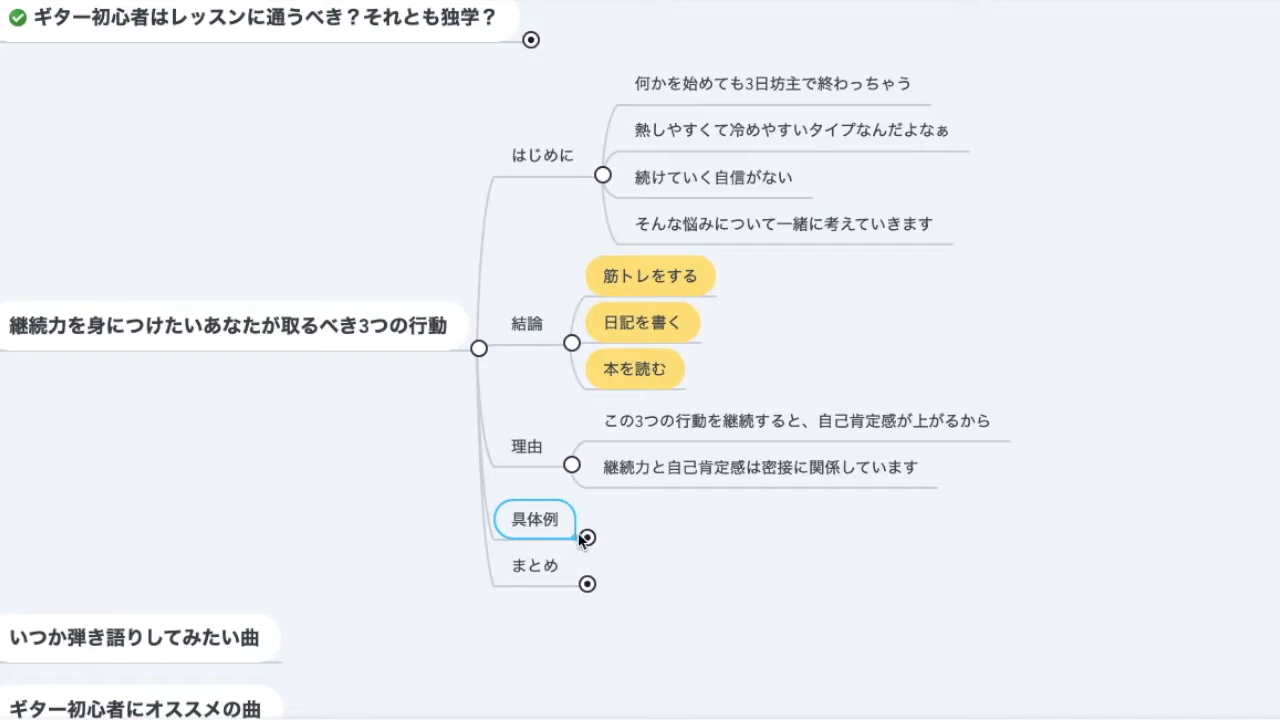 ギター初心者はレッスンに通うべき？それとも独学？
継続力を身につけたいあなたが取るべき3つの行動
はじめに
何かを始めても3日坊主で終わっちゃう
熱しやすくて冷めやすいタイプなんだよなぁ
続けていく自信がない
そんな悩みについて一緒に考えていきます
結論
筋トレをする
日記を書く
本を読む
理由
この3つの行動を継続すると、自己肯定感が上がるから
継続力と自己肯定感は密接に関係しています
具体例
まとめ
いつか弾き語りしてみたい曲
ギター初心者にオススメの曲